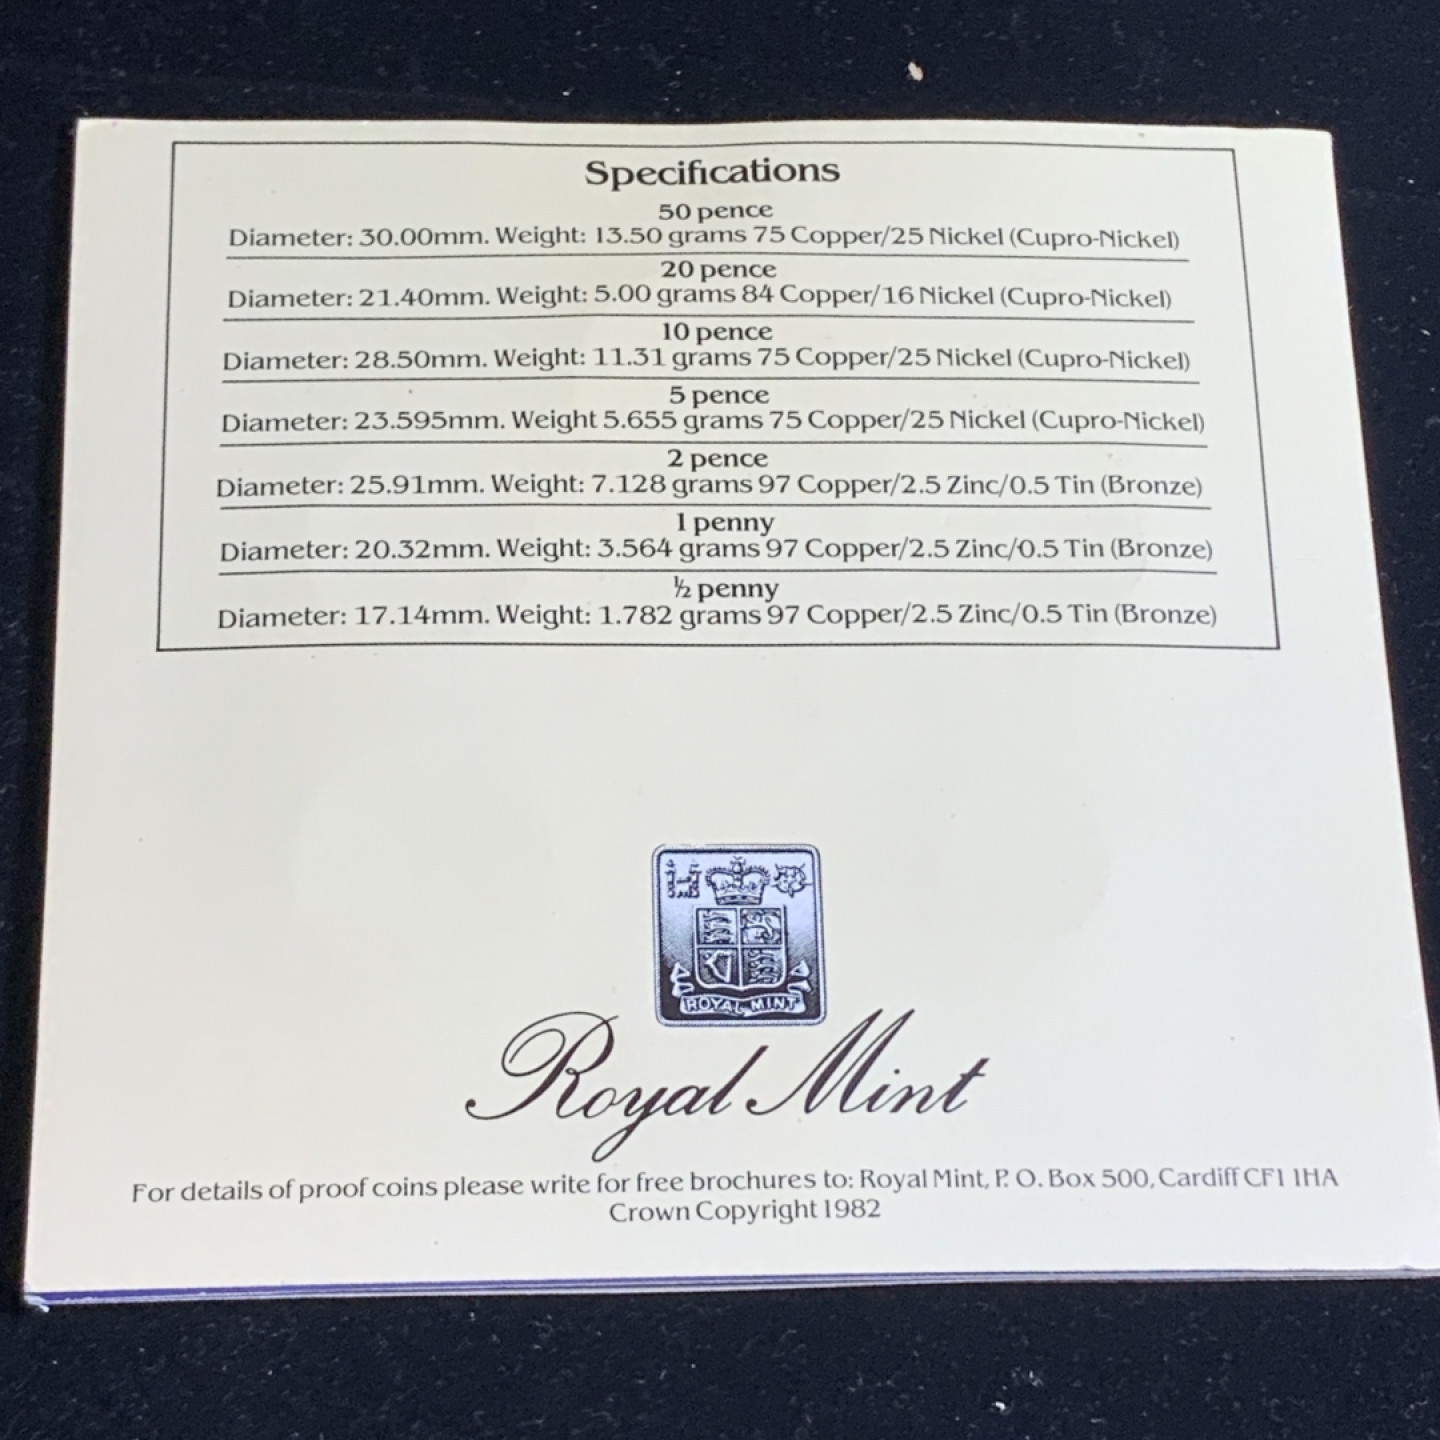 Specifications
50 pence
Diameter: 30.00mm. Weight: 13.50 grams 75 Copper/25 Nickel (Cupro-Nickel)
20 pence
Diameter: 21.40mm. Weight: 5.00 grams 84 Copper/16 Nickel (Cupro-Nickel)
10 pence
Diameter: 28.50mm. Weight: 11.31 grams 75 Copper/25 Nickel (Cupro-Nickel)
5 pence
Diameter: 23.595mm. Weight 5.655 grams 75 Copper/25 Nickel (Cupro-Nickel)
2 pence
Diameter: 25.91mm. Weight: 7.128 grams 97 Copper/2.5 Zinc/0.5 Tin (Bronze)
1 penny
Diameter: 20.32mm. Weight: 3.564 grams 97 Copper/2.5 Zinc/0.5 Tin (Bronze)
½ penny
Diameter: 17.14mm. Weight: 1.782 grams 97 Copper/2.5 Zinc/0.5 Tin (Bronze)
ROYAL MINT
Royal Mint
For details of proof coins please write for free brochures to: Royal Mint, P. O. Box 500, Cardiff CF1 1HA
Crown Copyright 1982